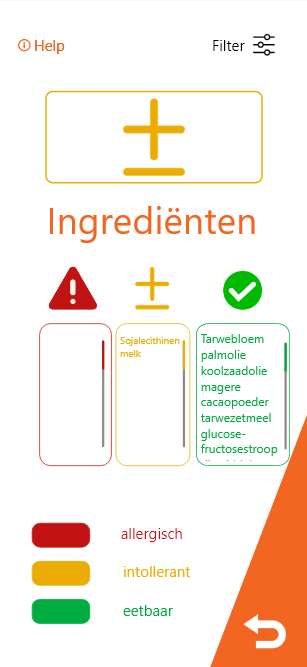 Help
Filter
Ingrediënten
Sojalecithinen
melk
Tarwebloem
palmolie
koolzaadolie
magere
cacaopoeder
tarwezetmeel
glucose-
fructosestroop
allergisch
intollerant
eetbaar